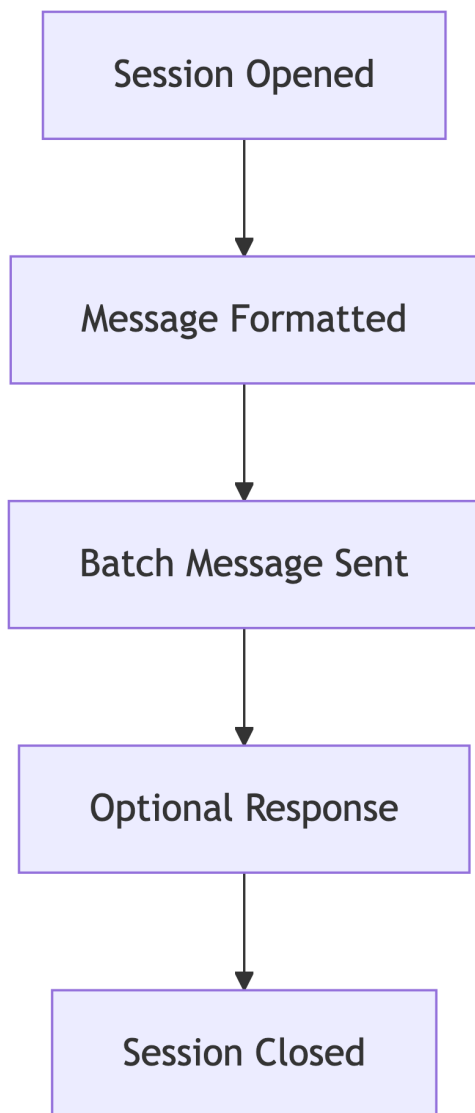 Session Opened
Message Formatted
Batch Message Sent
Optional Response
Session Closed